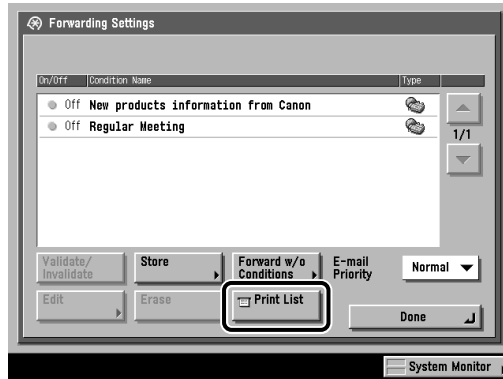 Forwarding Settings
On/Off Condition Name Type
Off New products information from Canon
Off Regular Meeting
1/1
Validate/
Invalidate
Store
Forward w/o
Conditions
E-mail
Priority
Normal
Edit
Erase
Print List
Done
System Monitor